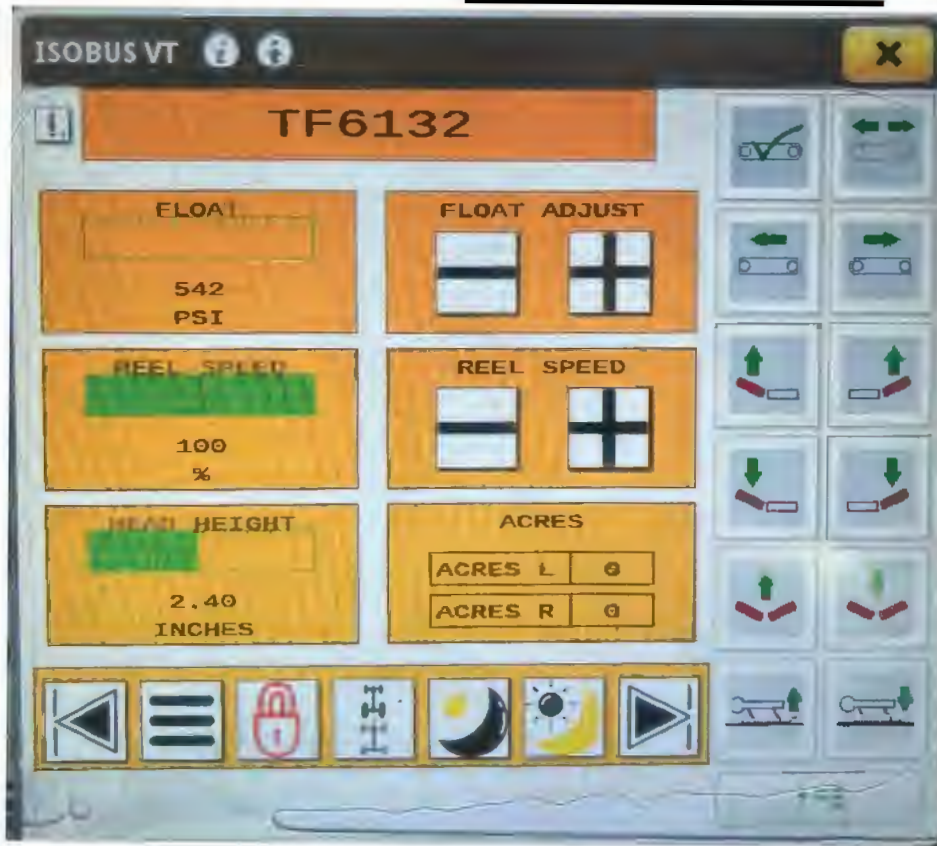 ISOBUS VT
TF6132
FLOAT
542
PSI
FLOAT ADJUST
REEL SPEED
100
%
REEL SPEED
HEAD HEIGHT
2.40
INCHES
ACRES
ACRES L 0
ACRES R 0